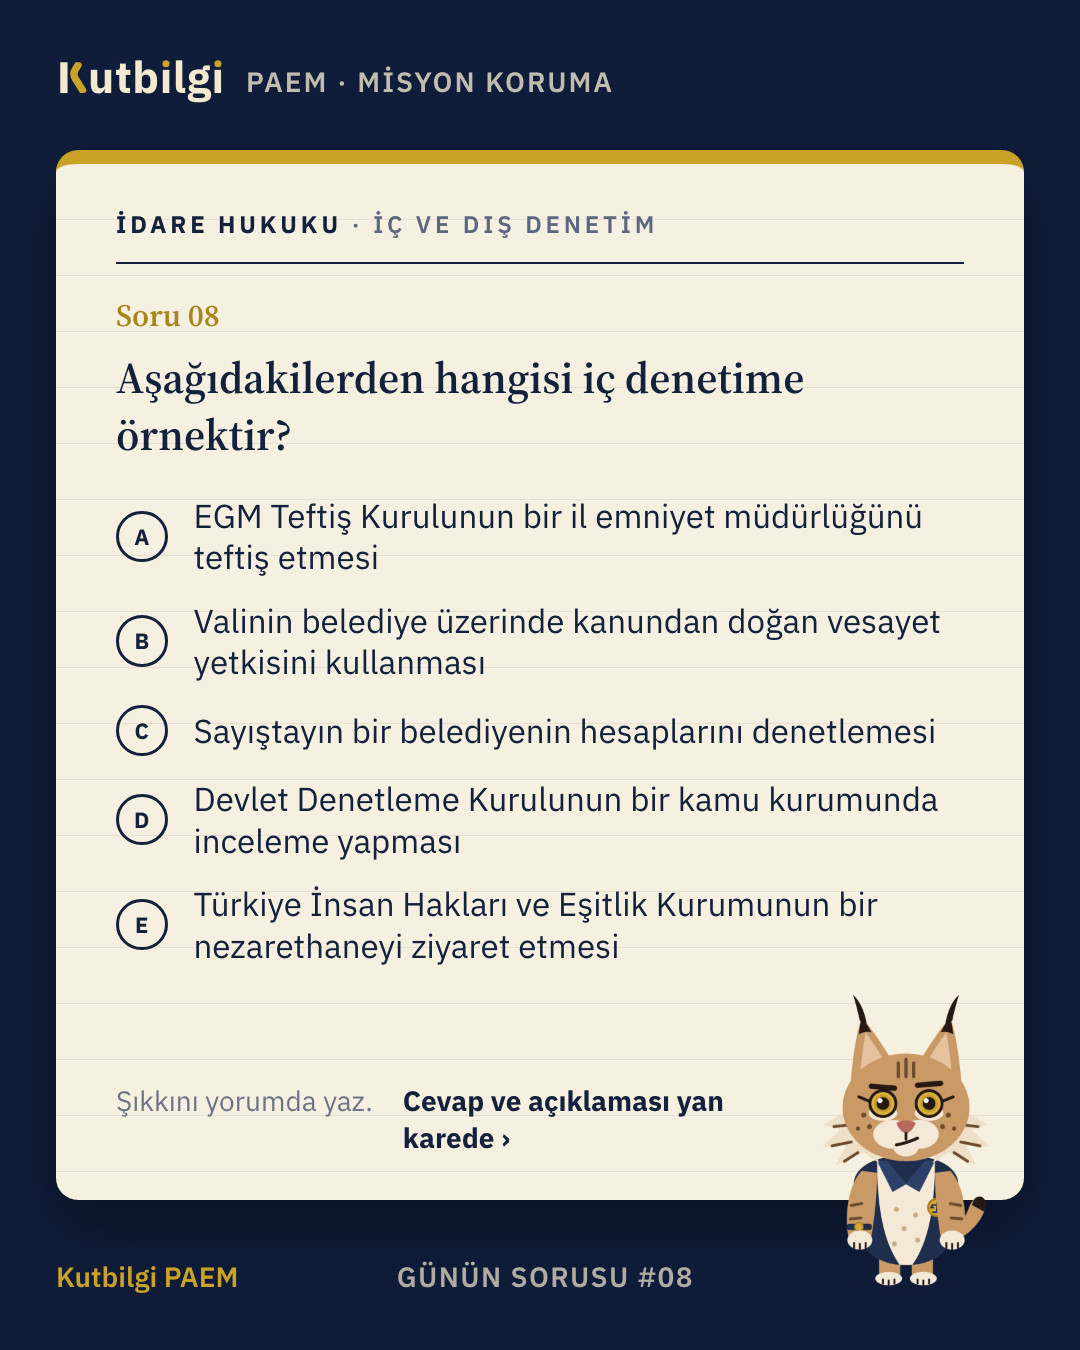 Kutbilgi PAEM · MİSYON KORUMA
İDARE HUKUKU · İÇ VE DIŞ DENETİM
Soru 08
Aşağıdakilerden hangisi iç denetime
örnektir?
A EGM Teftiş Kurulunun bir il emniyet müdürlüğünü
teftiş etmesi
B Valinin belediye üzerinde kanundan doğan vesayet
yetkisini kullanması
C Sayıştayın bir belediyenin hesaplarını denetlemesi
D Devlet Denetleme Kurulunun bir kamu kurumunda
inceleme yapması
E Türkiye İnsan Hakları ve Eşitlik Kurumunun bir
nezarethaneyi ziyaret etmesi
Şıkkını yorumda yaz. Cevap ve açıklaması yan
karede ›
Kutbilgi PAEM GÜNÜN SORUSU #08